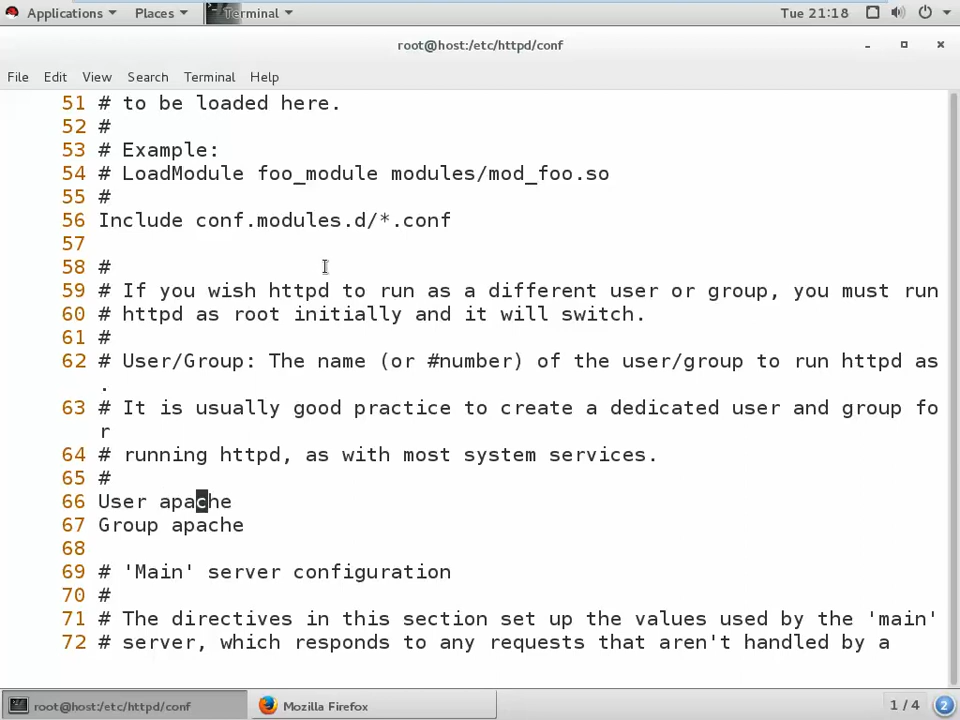 Applications Places Terminal Tue 21:18
root@host:/etc/httpd/conf
File Edit View Search Terminal Help
51 # to be loaded here.
52 #
53 # Example:
54 # LoadModule foo_module modules/mod_foo.so
55 #
56 Include conf.modules.d/*.conf
57
58 #
59 # If you wish httpd to run as a different user or group, you must run
60 # httpd as root initially and it will switch.
61 #
62 # User/Group: The name (or #number) of the user/group to run httpd as
.
63 # It is usually good practice to create a dedicated user and group fo
r
64 # running httpd, as with most system services.
65 #
66 User apache
67 Group apache
68
69 # 'Main' server configuration
70 #
71 # The directives in this section set up the values used by the 'main'
72 # server, which responds to any requests that aren't handled by a
root@host:/etc/httpd/conf Mozilla Firefox 1 / 4 2